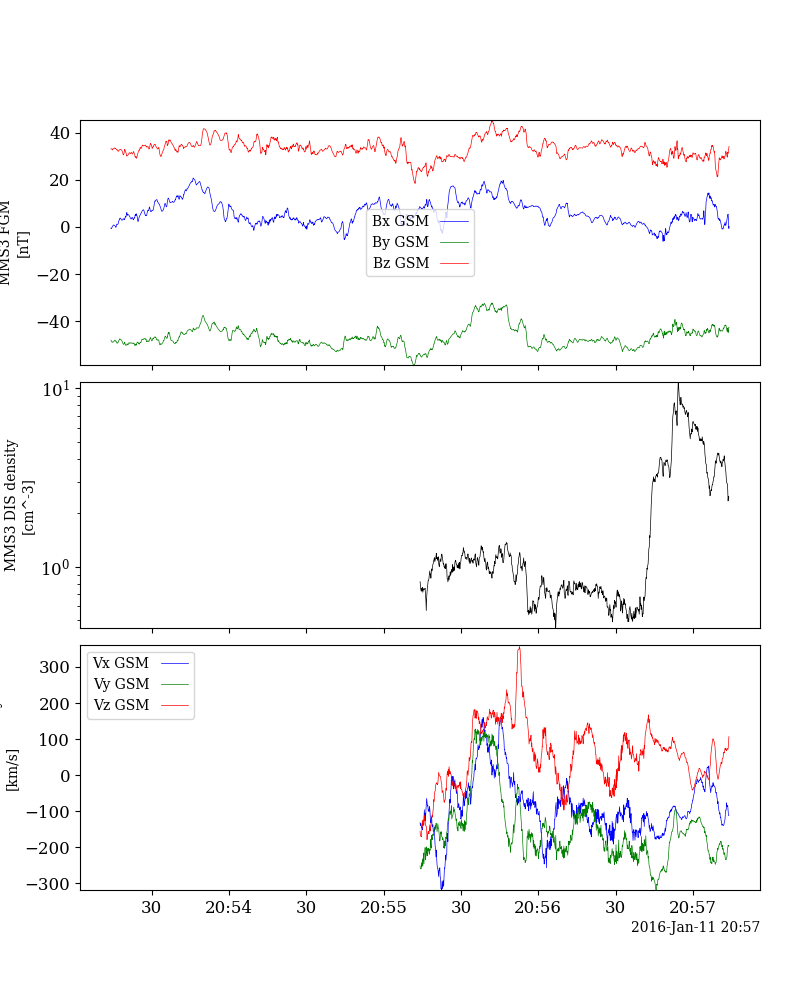 40
20
0
−20
−40
MMS3 FGM
[nT]
Bx GSM
By GSM
Bz GSM
10^1
10^0
MMS3 DIS density
[cm^-3]
300
200
100
0
−100
−200
−300
[km/s]
Vx GSM
Vy GSM
Vz GSM
30 20:54 30 20:55 30 20:56 30 20:57
2016-Jan-11 20:57